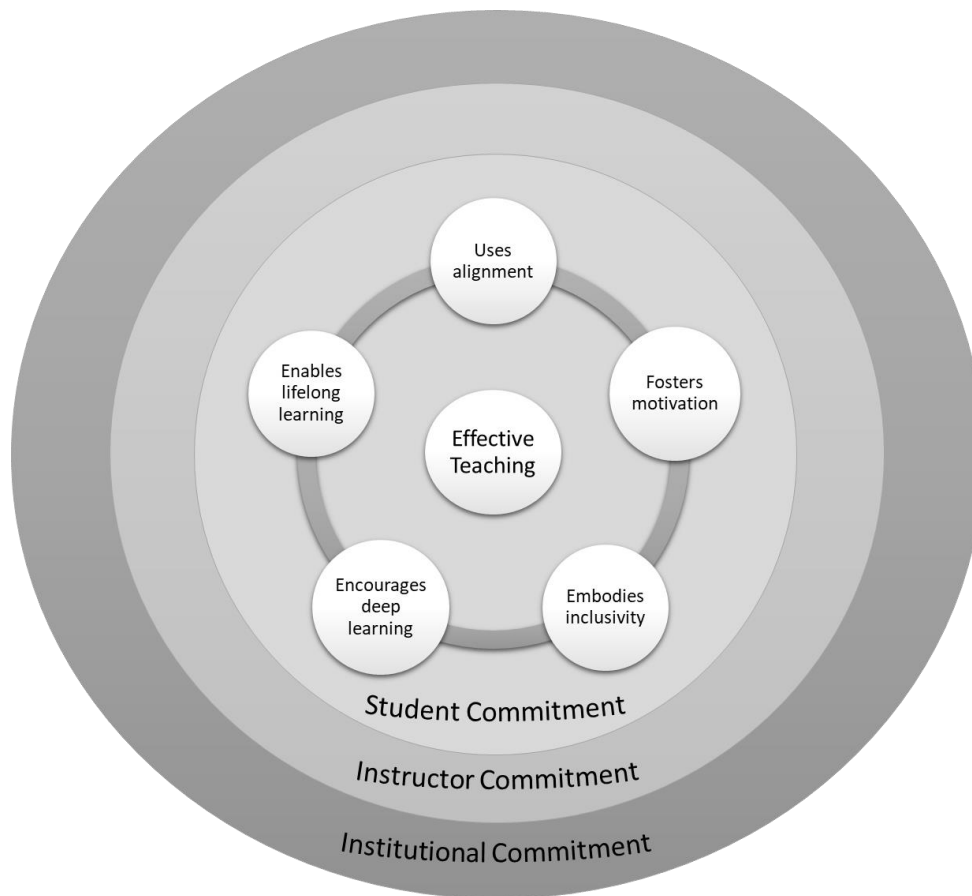 Uses
alignment
Enables
lifelong
learning
Fosters
motivation
Effective
Teaching
Encourages
deep
learning
Embodies
inclusivity
Student Commitment
Instructor Commitment
Institutional Commitment